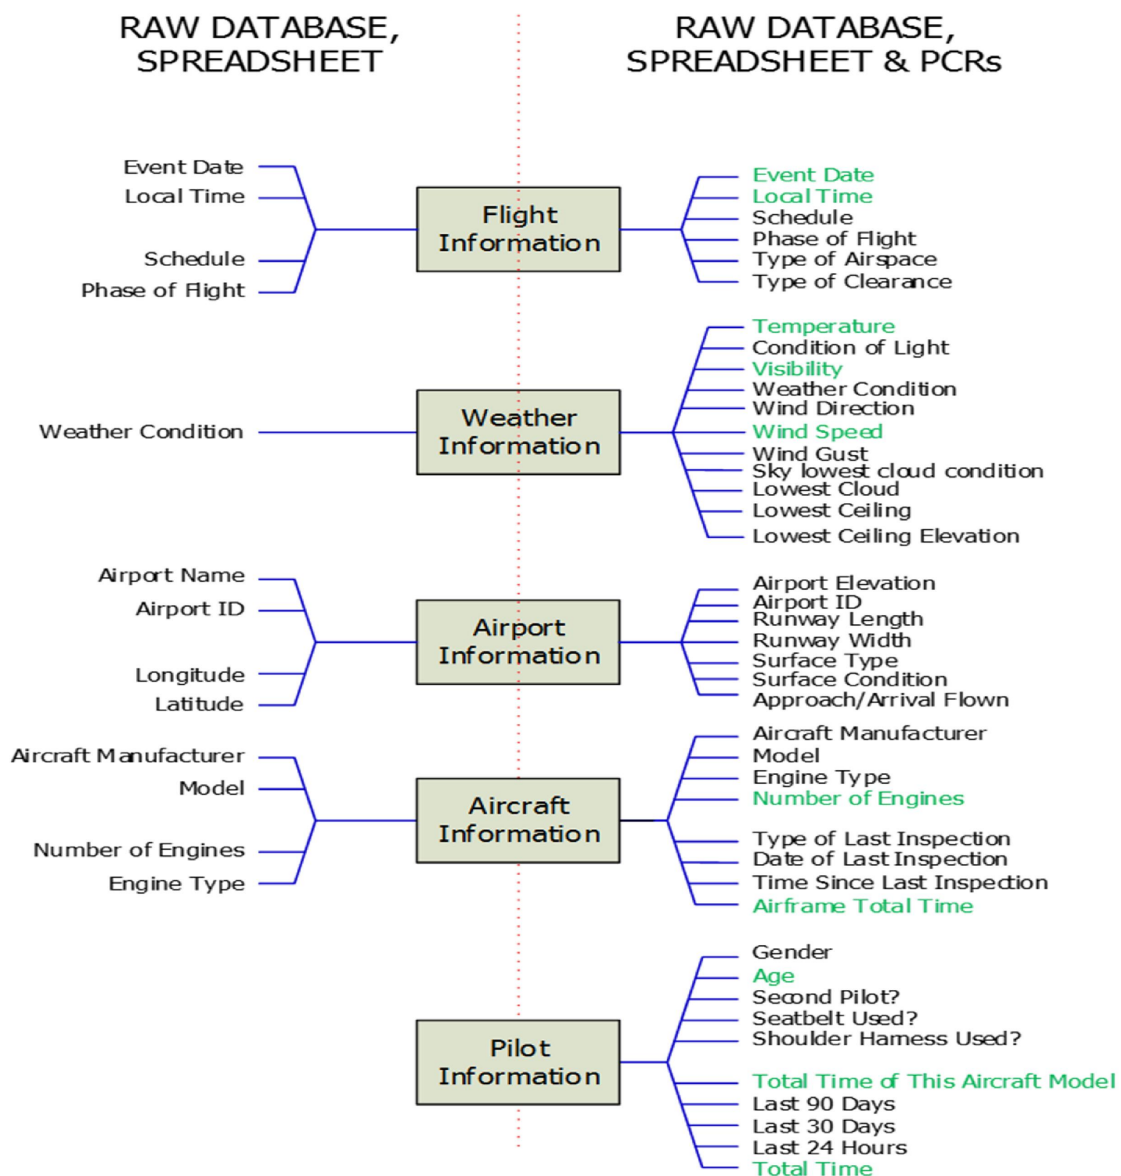 RAW DATABASE,
SPREADSHEET
RAW DATABASE,
SPREADSHEET & PCRs
Event Date
Local Time
Schedule
Phase of Flight
Flight
Information
Event Date
Local Time
Schedule
Phase of Flight
Type of Airspace
Type of Clearance
Weather Condition
Weather
Information
Temperature
Condition of Light
Visibility
Weather Condition
Wind Direction
Wind Speed
Wind Gust
Sky lowest cloud condition
Lowest Cloud
Lowest Ceiling
Lowest Ceiling Elevation
Airport Name
Airport ID
Longitude
Latitude
Airport
Information
Airport Elevation
Airport ID
Runway Length
Runway Width
Surface Type
Surface Condition
Approach/Arrival Flown
Aircraft Manufacturer
Model
Number of Engines
Engine Type
Aircraft
Information
Aircraft Manufacturer
Model
Engine Type
Number of Engines
Type of Last Inspection
Date of Last Inspection
Time Since Last Inspection
Airframe Total Time
Pilot
Information
Gender
Age
Second Pilot?
Seatbelt Used?
Shoulder Harness Used?
Total Time of This Aircraft Model
Last 90 Days
Last 30 Days
Last 24 Hours
Total Time